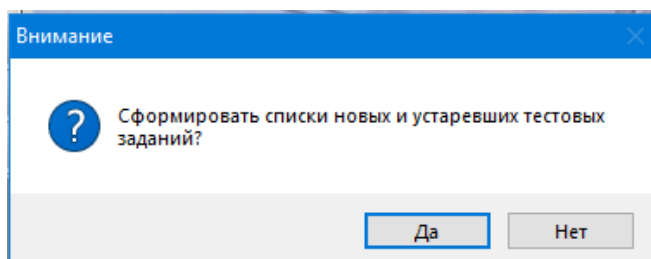 Внимание
Сформировать списки новых и устаревших тестовых
заданий?
Да
Нет